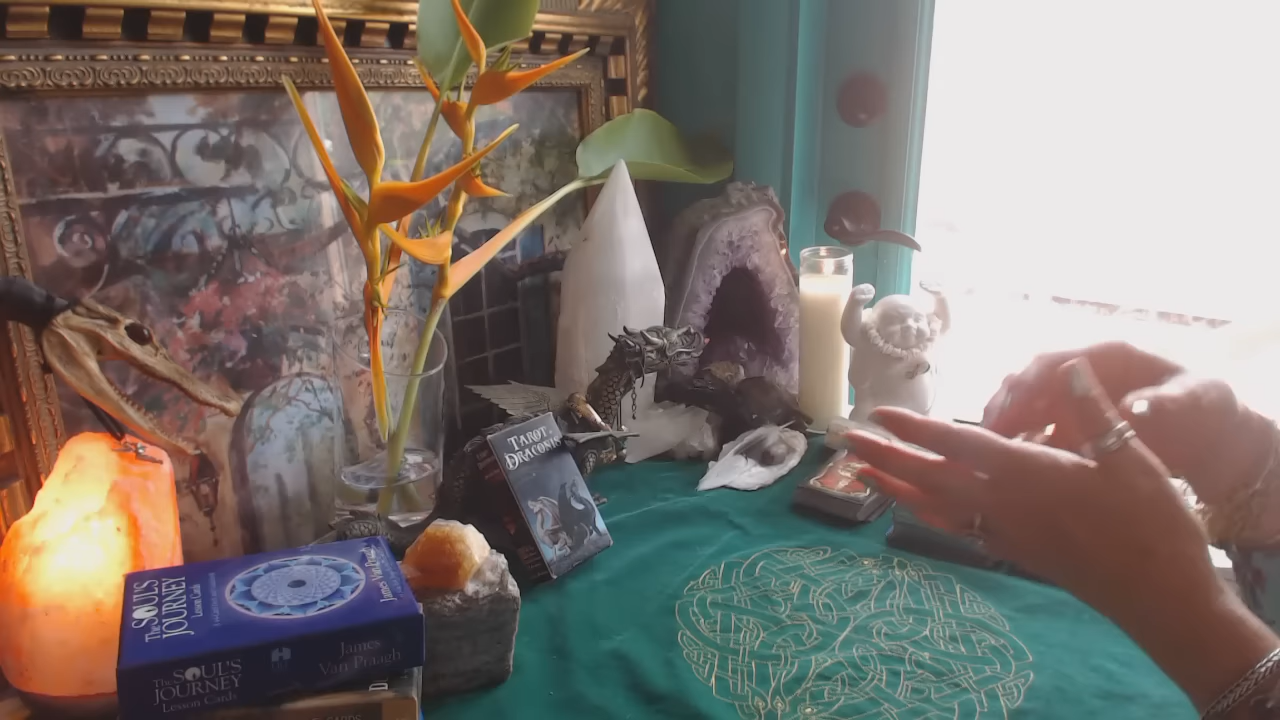 TAROT
DRACONIS
The SOUL'S
JOURNEY
Lesson Cards
James Van Praagh
The SOUL'S
JOURNEY
Lesson Cards
James
Van Praagh